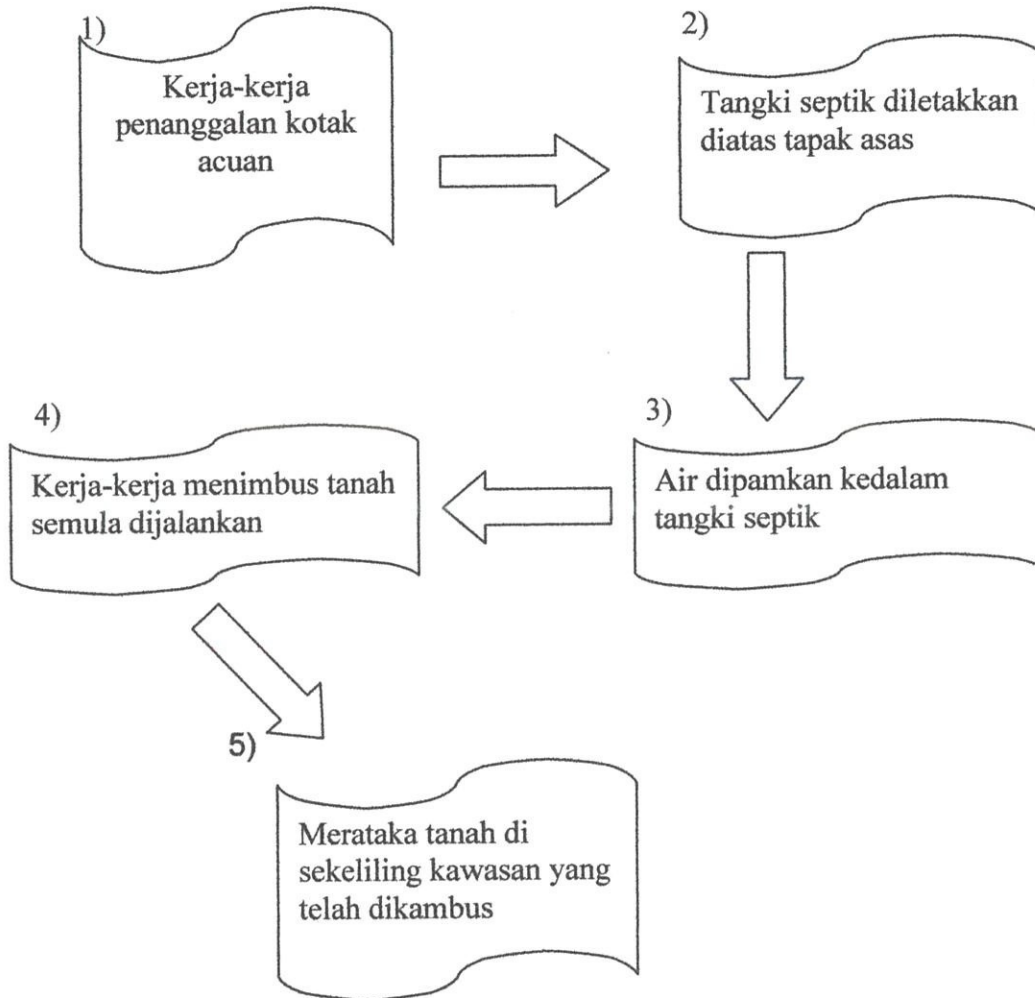 1)
Kerja-kerja
penanggalan kotak
acuan
2)
Tangki septik diletakkan
diatas tapak asas
3)
Air dipamkan kedalam
tangki septik
4)
Kerja-kerja menimbus tanah
semula dijalankan
5)
Merataka tanah di
sekeliling kawasan yang
telah dikambus